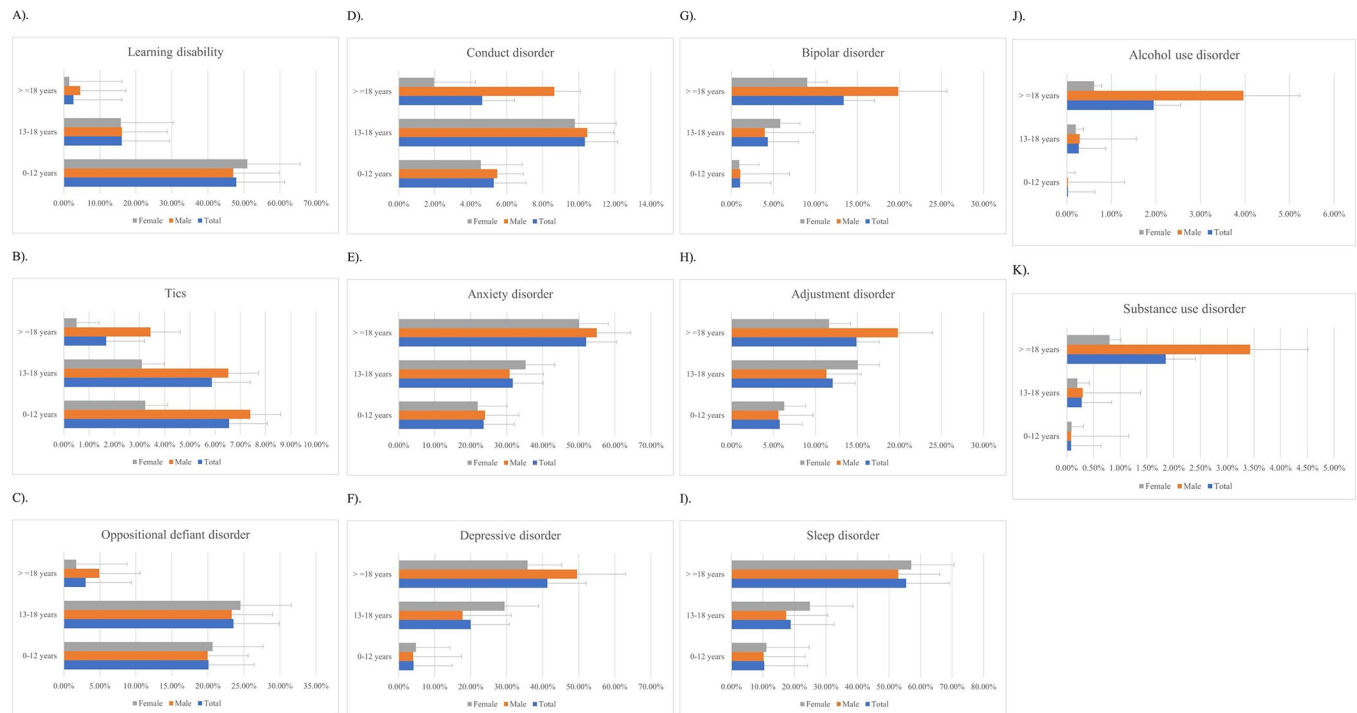 A).
Learning disability
> =18 years
13-18 years
0-12 years
0.00% 10.00% 20.00% 30.00% 40.00% 50.00% 60.00% 70.00%
Female Male Total
B).
Tics
> =18 years
13-18 years
0-12 years
0.00% 1.00% 2.00% 3.00% 4.00% 5.00% 6.00% 7.00% 8.00% 9.00% 10.00%
Female Male Total
C).
Oppositional defiant disorder
> =18 years
13-18 years
0-12 years
0.00% 5.00% 10.00% 15.00% 20.00% 25.00% 30.00% 35.00%
Female Male Total
D).
Conduct disorder
> =18 years
13-18 years
0-12 years
0.00% 2.00% 4.00% 6.00% 8.00% 10.00% 12.00% 14.00%
Female Male Total
E).
Anxiety disorder
> =18 years
13-18 years
0-12 years
0.00% 10.00% 20.00% 30.00% 40.00% 50.00% 60.00% 70.00%
Female Male Total
F).
Depressive disorder
> =18 years
13-18 years
0-12 years
0.00% 10.00% 20.00% 30.00% 40.00% 50.00% 60.00% 70.00%
Female Male Total
G).
Bipolar disorder
> =18 years
13-18 years
0-12 years
0.00% 5.00% 10.00% 15.00% 20.00% 25.00% 30.00%
Female Male Total
H).
Adjustment disorder
> =18 years
13-18 years
0-12 years
0.00% 5.00% 10.00% 15.00% 20.00% 25.00% 30.00%
Female Male Total
I).
Sleep disorder
> =18 years
13-18 years
0-12 years
0.00% 10.00% 20.00% 30.00% 40.00% 50.00% 60.00% 70.00% 80.00%
Female Male Total
J).
Alcohol use disorder
> =18 years
13-18 years
0-12 years
0.00% 1.00% 2.00% 3.00% 4.00% 5.00% 6.00%
Female Male Total
K).
Substance use disorder
> =18 years
13-18 years
0-12 years
0.00% 0.50% 1.00% 1.50% 2.00% 2.50% 3.00% 3.50% 4.00% 4.50% 5.00%
Female Male Total